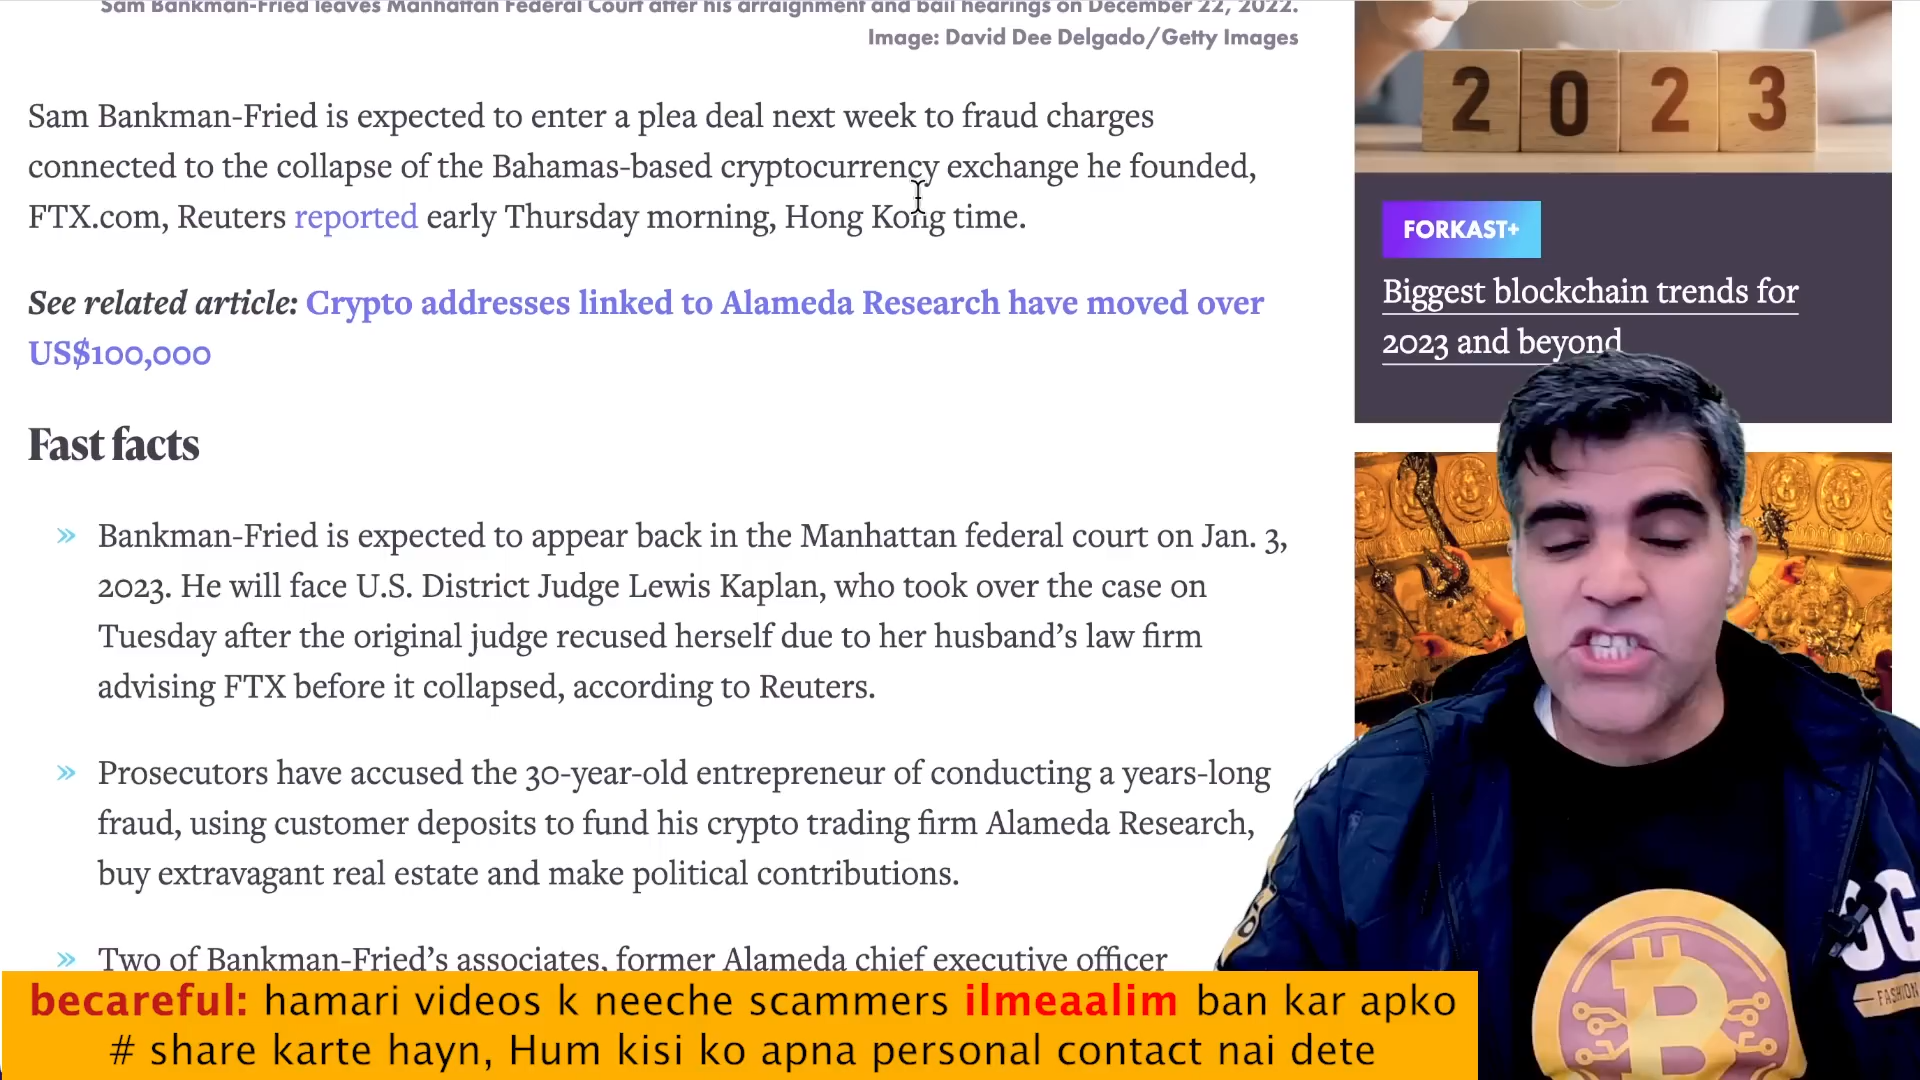 Sam Bankman-Fried leaves Manhattan Federal Court after his arraignment and bail hearings on December 22, 2022.
Image: David Dee Delgado/Getty Images
Sam Bankman-Fried is expected to enter a plea deal next week to fraud charges
connected to the collapse of the Bahamas-based cryptocurrency exchange he founded,
FTX.com, Reuters reported early Thursday morning, Hong Kong time.
See related article: Crypto addresses linked to Alameda Research have moved over
US$100,000
Fast facts
» Bankman-Fried is expected to appear back in the Manhattan federal court on Jan. 3,
2023. He will face U.S. District Judge Lewis Kaplan, who took over the case on
Tuesday after the original judge recused herself due to her husband’s law firm
advising FTX before it collapsed, according to Reuters.
» Prosecutors have accused the 30-year-old entrepreneur of conducting a years-long
fraud, using customer deposits to fund his crypto trading firm Alameda Research,
buy extravagant real estate and make political contributions.
» Two of Bankman-Fried’s associates, former Alameda chief executive officer
2023
FORKAST+
Biggest blockchain trends for
2023 and beyond
FASHION
becareful: hamari videos k neeche scammers ilmeaalim ban kar apko
# share karte hayn, Hum kisi ko apna personal contact nai dete